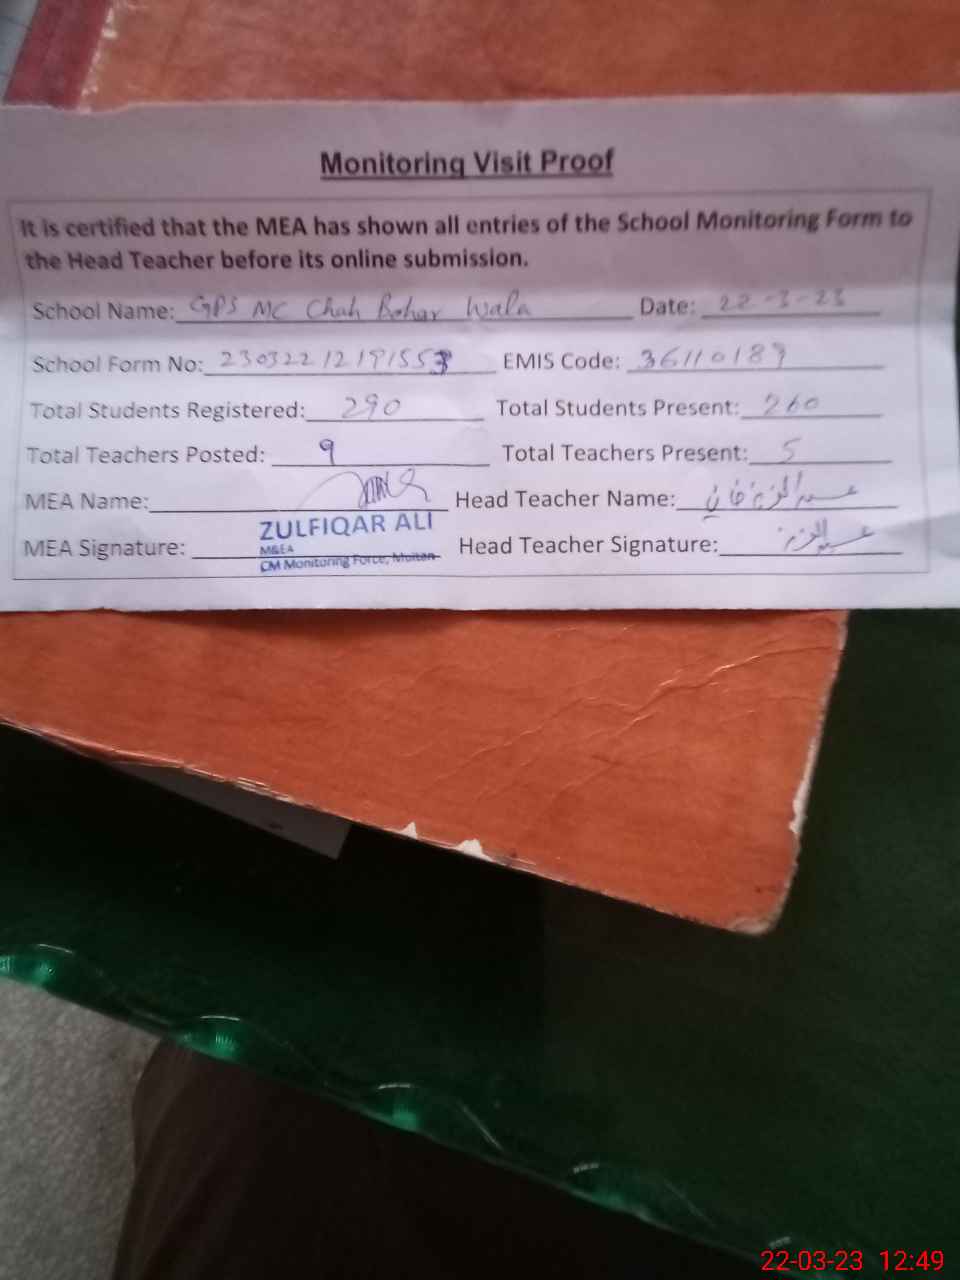 Monitoring Visit Proof
It is certified that the MEA has shown all entries of the School Monitoring Form to
the Head Teacher before its online submission.
School Name: GPS MC Chah Bohar Wala Date: 22-3-23
School Form No: 23032212191553 EMIS Code: 36110189
Total Students Registered: 290 Total Students Present: 260
Total Teachers Posted: 9 Total Teachers Present: 5
MEA Name: Head Teacher Name: عبدالعزیز خان
ZULFIQAR ALI
M&EA
MEA Signature: Head Teacher Signature: عبدالعزیز
CM Monitoring Force, Multan
22-03-23 12:49